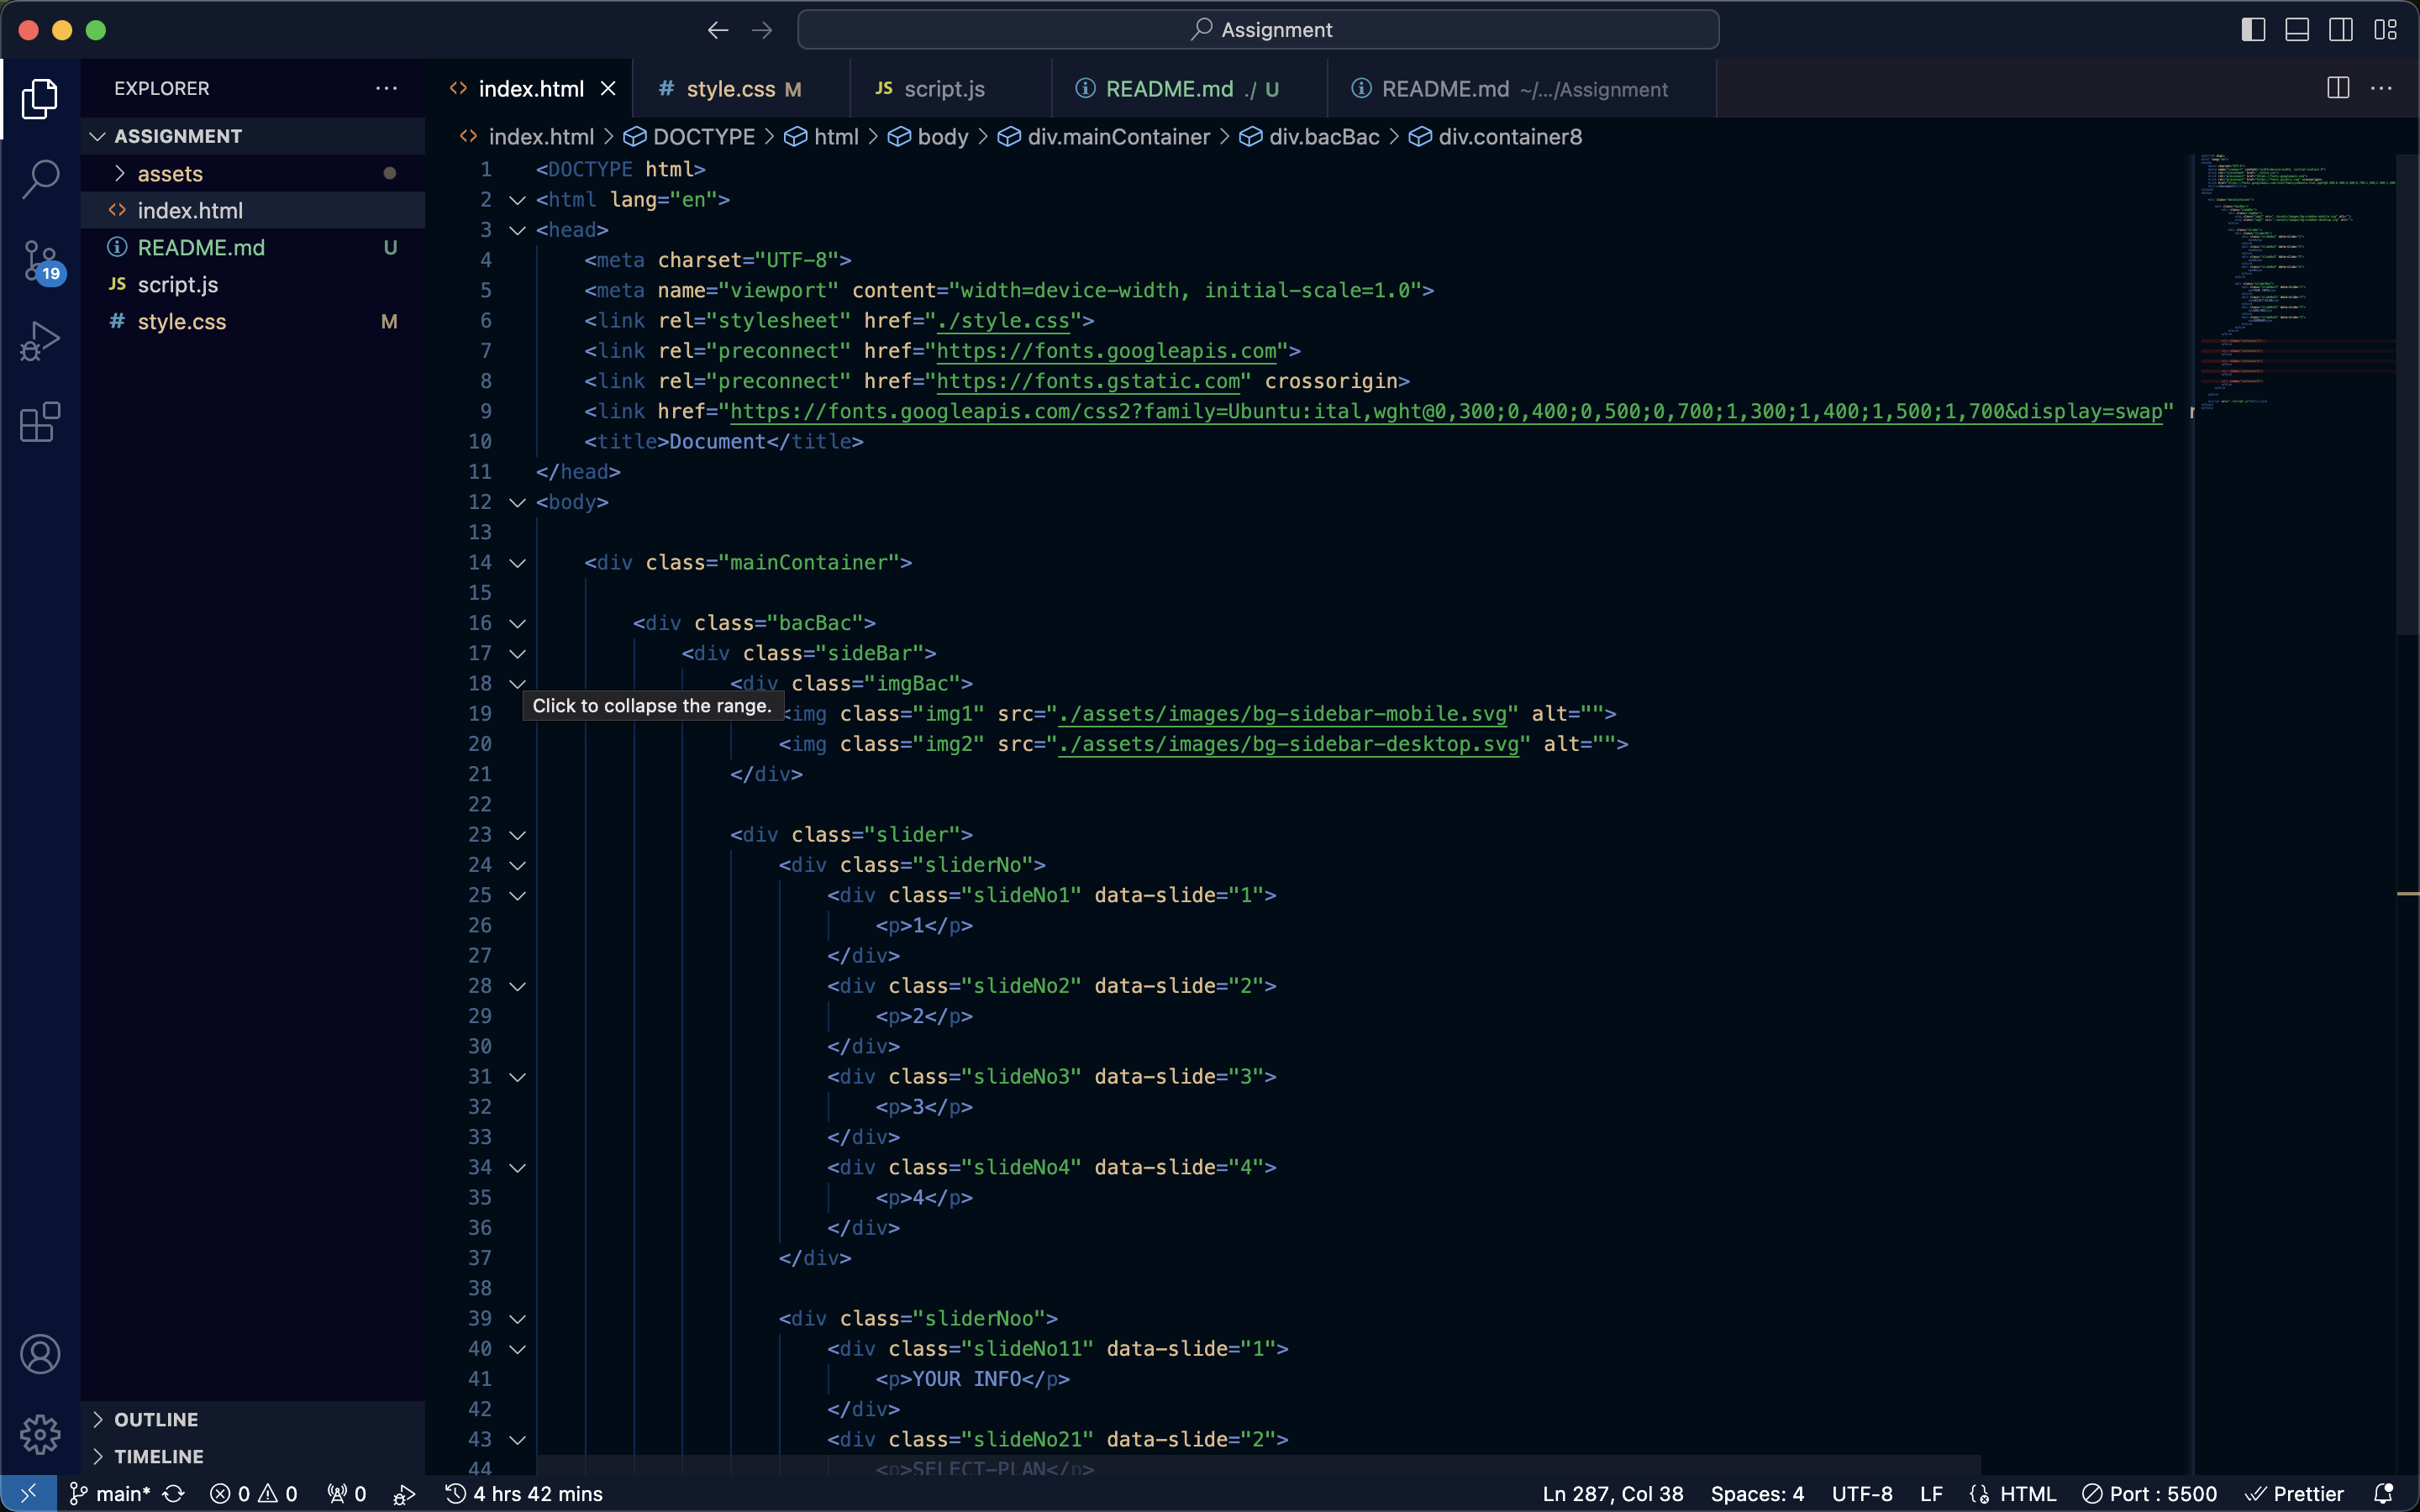 Assignment
EXPLORER
ASSIGNMENT
assets
index.html
README.md U
script.js
style.css M
19
OUTLINE
TIMELINE
index.html
style.css M
JS script.js
README.md ./ U
README.md ~/.../Assignment
index.html > DOCTYPE > html > body > div.mainContainer > div.bacBac > div.container8
1 <DOCTYPE html>
2 <html lang="en">
3 <head>
4 <meta charset="UTF-8">
5 <meta name="viewport" content="width=device-width, initial-scale=1.0">
6 <link rel="stylesheet" href="./style.css">
7 <link rel="preconnect" href="https://fonts.googleapis.com">
8 <link rel="preconnect" href="https://fonts.gstatic.com" crossorigin>
9 <link href="https://fonts.googleapis.com/css2?family=Ubuntu:ital,wght@0,300;0,400;0,500;0,700;1,300;1,400;1,500;1,700&display=swap"
10 <title>Document</title>
11 </head>
12 <body>
13
14 <div class="mainContainer">
15
16 <div class="bacBac">
17 <div class="sideBar">
18 <div class="imgBac">
Click to collapse the range.
19 <img class="img1" src="./assets/images/bg-sidebar-mobile.svg" alt="">
20 <img class="img2" src="./assets/images/bg-sidebar-desktop.svg" alt="">
21 </div>
22
23 <div class="slider">
24 <div class="sliderNo">
25 <div class="slideNo1" data-slide="1">
26 <p>1</p>
27 </div>
28 <div class="slideNo2" data-slide="2">
29 <p>2</p>
30 </div>
31 <div class="slideNo3" data-slide="3">
32 <p>3</p>
33 </div>
34 <div class="slideNo4" data-slide="4">
35 <p>4</p>
36 </div>
37 </div>
38
39 <div class="sliderNoo">
40 <div class="slideNo11" data-slide="1">
41 <p>YOUR INFO</p>
42 </div>
43 <div class="slideNo21" data-slide="2">
44 <p>SELECT-PLAN</p>
main* 0 0 0 4 hrs 42 mins Ln 287, Col 38 Spaces: 4 UTF-8 LF HTML Port : 5500 Prettier